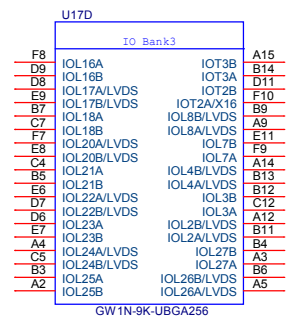 U17D
IO Bank3
F8 IOL16A IOT3B A15
D9 IOL16B IOT3A B14
D8 IOL17A/LVDS IOT2B D11
E9 IOL17B/LVDS IOT2A/X16 F10
B7 IOL18A IOL8B/LVDS B9
C7 IOL18B IOL8A/LVDS A9
F7 IOL20A/LVDS IOL7B E11
E8 IOL20B/LVDS IOL7A F9
C4 IOL21A IOL4B/LVDS A14
B5 IOL21B IOL4A/LVDS B13
E6 IOL22A/LVDS IOL3B B12
D7 IOL22B/LVDS IOL3A C12
D6 IOL23A IOL2B/LVDS A12
E7 IOL23B IOL2A/LVDS B11
A4 IOL24A/LVDS IOL27B B4
C5 IOL24B/LVDS IOL27A A3
B3 IOL25A IOL26B/LVDS B6
A2 IOL25B IOL26A/LVDS A5
GW1N-9K-UBGA256